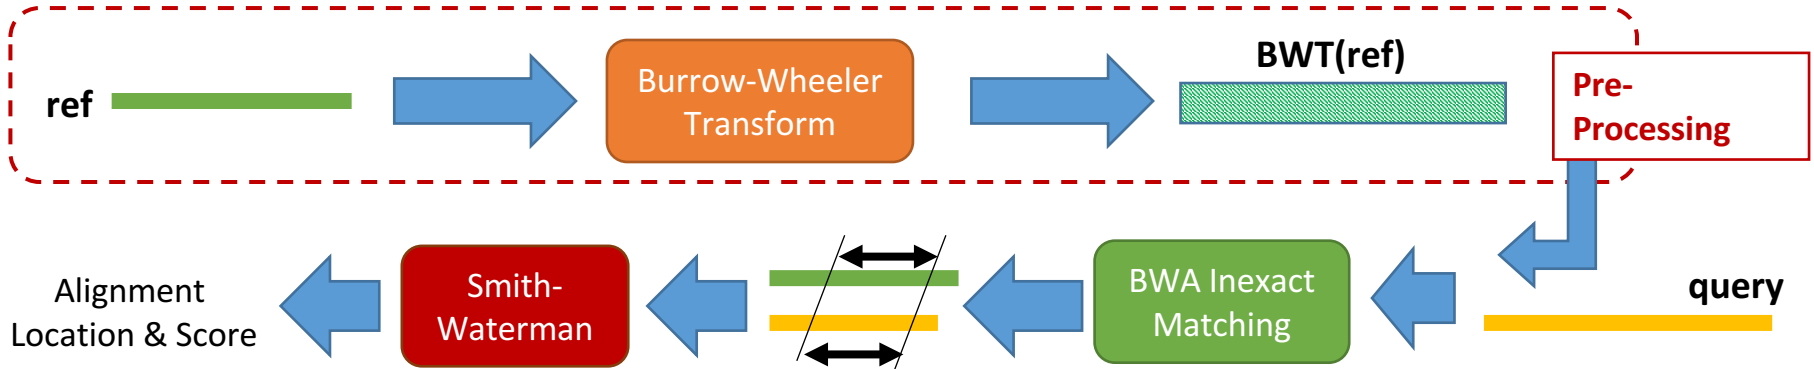 ref
Burrow-Wheeler
Transform
BWT(ref)
Pre-
Processing
Alignment
Location & Score
Smith-
Waterman
BWA Inexact
Matching
query